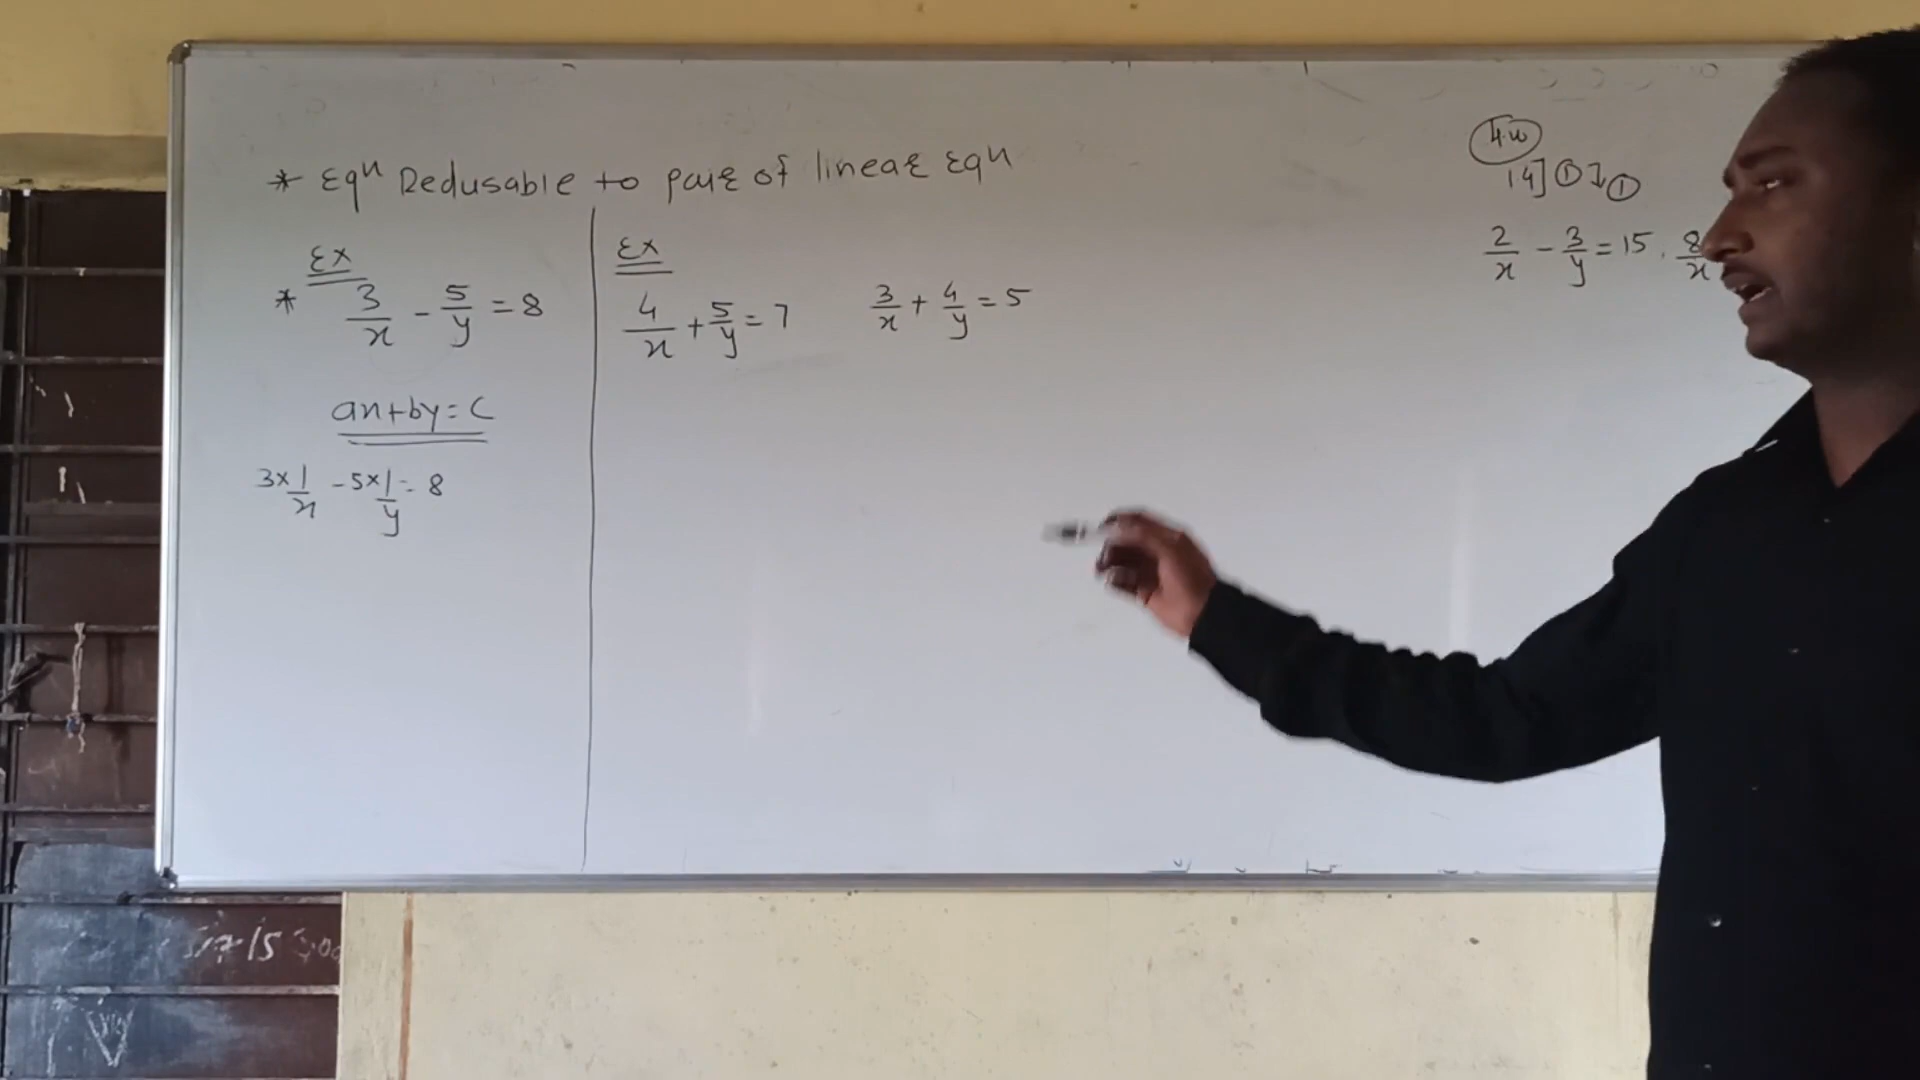 * Eqⁿ Redusable to pair of linear Eqⁿ
Ex
* 3/x - 5/y = 8
ax+by=c
3×1/x - 5×1/y = 8
Ex
4/x + 5/y = 7 3/x + 4/y = 5
H.W
14] ① ] ①
2/x - 3/y = 15, 8/x